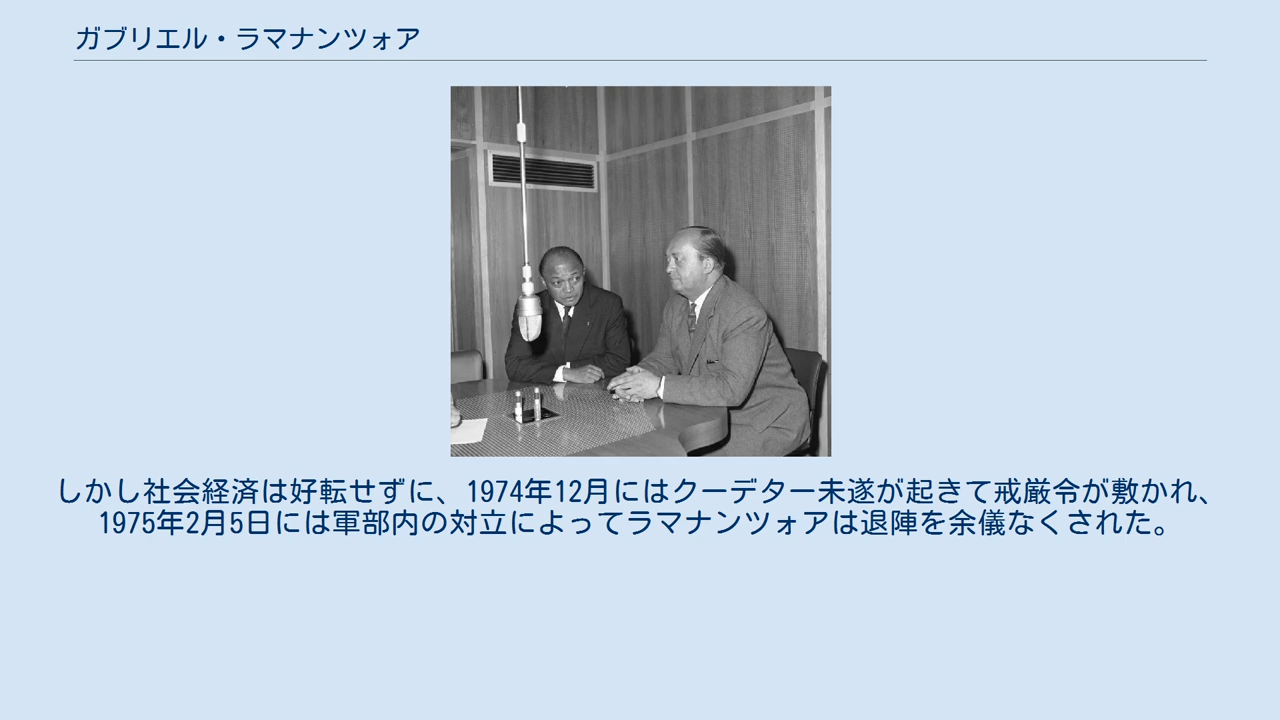 ガブリエル・ラマナンツォア
しかし社会経済は好転せずに、1974年12月にはクーデター未遂が起きて戒厳令が敷かれ、
1975年2月5日には軍部内の対立によってラマナンツォアは退陣を余儀なくされた。